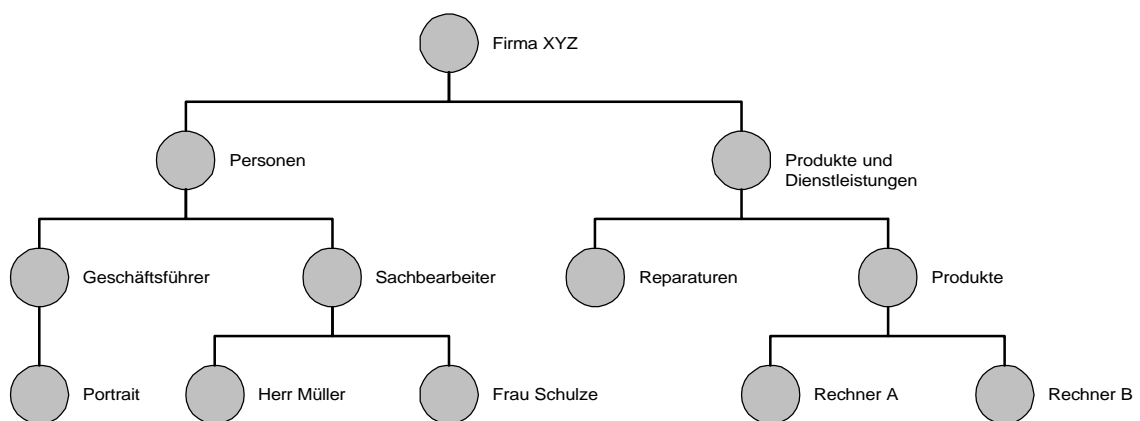 Firma XYZ
Personen
Produkte und
Dienstleistungen
Geschäftsführer
Sachbearbeiter
Reparaturen
Produkte
Portrait
Herr Müller
Frau Schulze
Rechner A
Rechner B